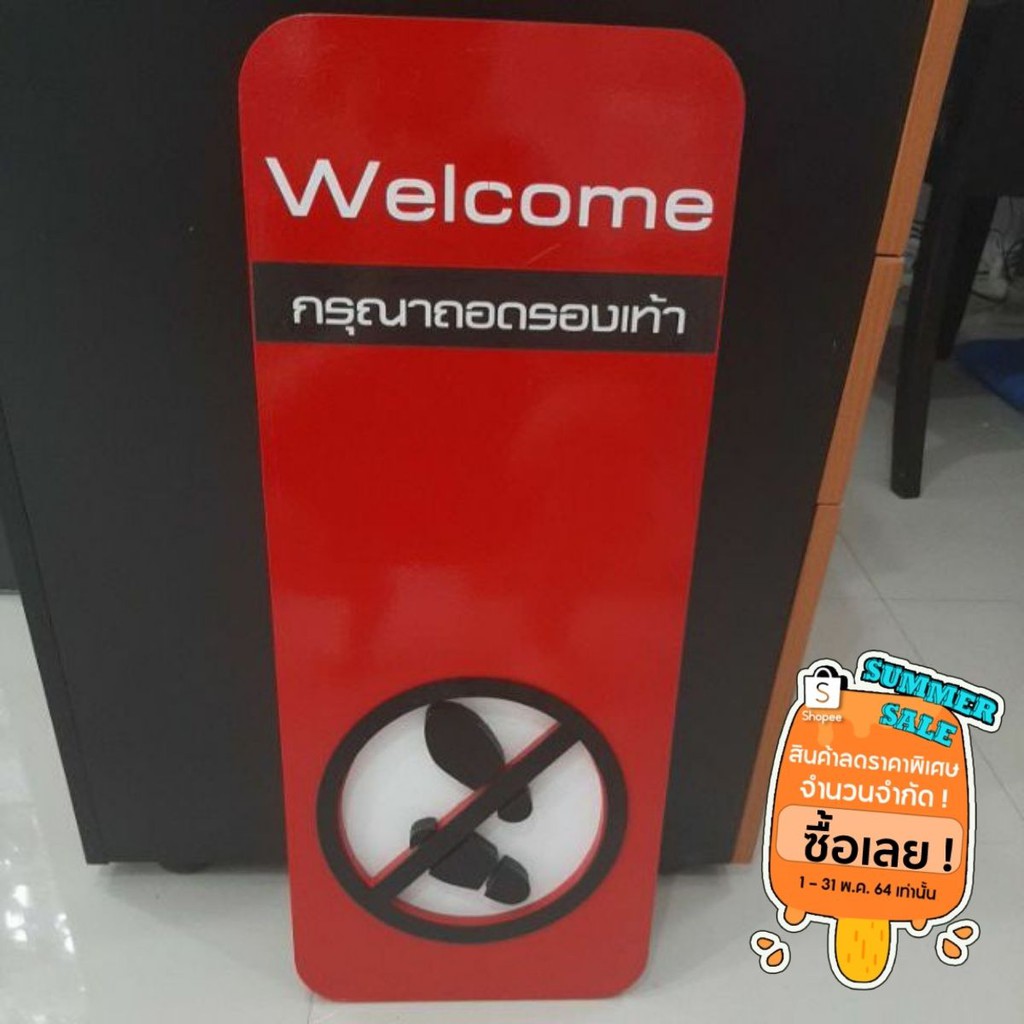 Welcome
กรุณาถอดรองเท้า
S
Shopee
SUMMER
SALE
สินค้าลดราคาพิเศษ
จำนวนจำกัด !
ซื้อเลย !
1 - 31 พ.ค. 64 เท่านั้น